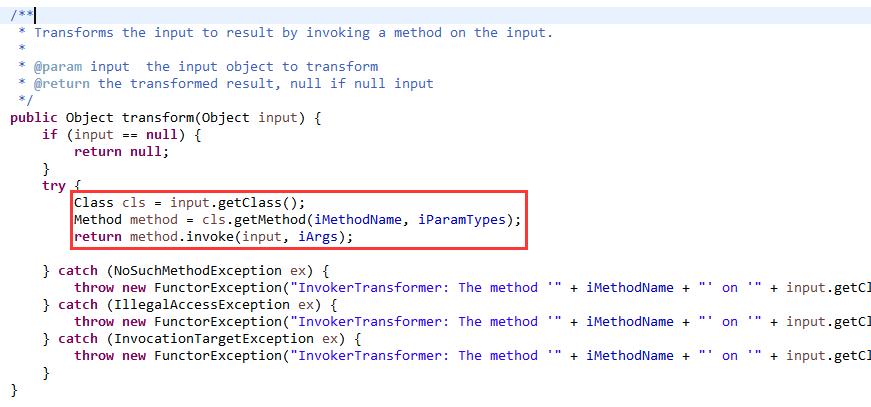 /**
 * Transforms the input to result by invoking a method on the input.
 *
 * @param input  the input object to transform
 * @return the transformed result, null if null input
 */
public Object transform(Object input) {
    if (input == null) {
        return null;
    }
    try {
        Class cls = input.getClass();
        Method method = cls.getMethod(iMethodName, iParamTypes);
        return method.invoke(input, iArgs);
    } catch (NoSuchMethodException ex) {
        throw new FunctorException("InvokerTransformer: The method '" + iMethodName + "' on '" + input.getCl
    } catch (IllegalAccessException ex) {
        throw new FunctorException("InvokerTransformer: The method '" + iMethodName + "' on '" + input.getCl
    } catch (InvocationTargetException ex) {
        throw new FunctorException("InvokerTransformer: The method '" + iMethodName + "' on '" + input.getCl
    }
}